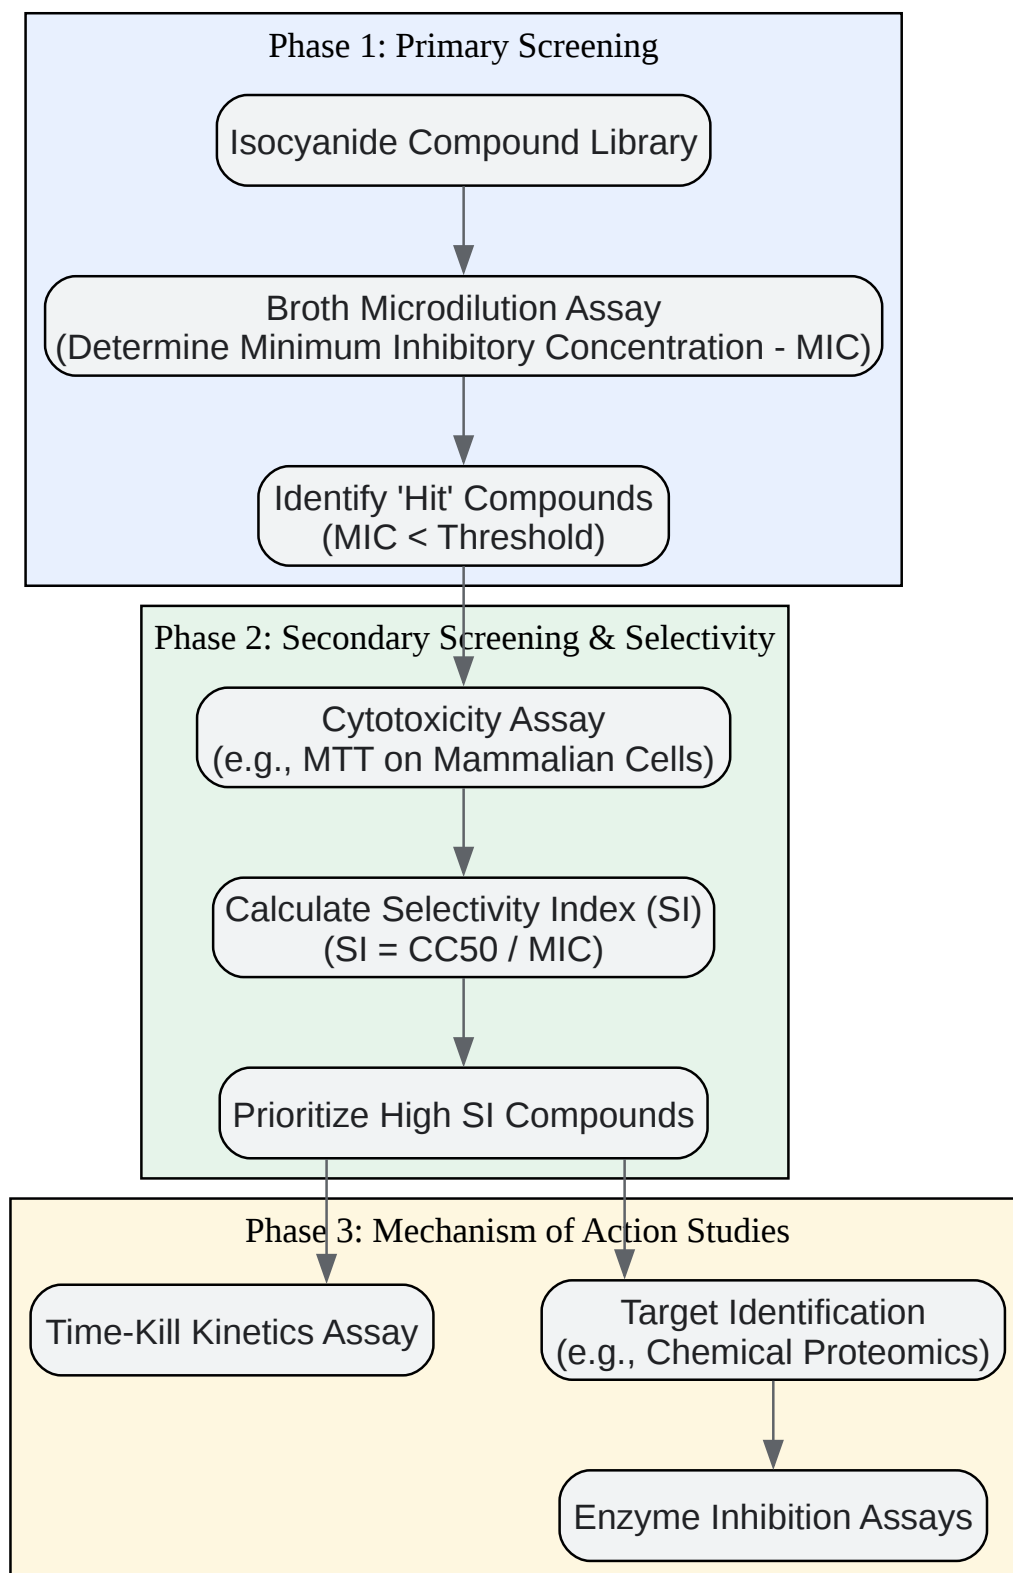 Phase 1: Primary Screening
Isocyanide Compound Library
Broth Microdilution Assay
(Determine Minimum Inhibitory Concentration - MIC)
Identify 'Hit' Compounds
(MIC < Threshold)
Phase 2: Secondary Screening & Selectivity
Cytotoxicity Assay
(e.g., MTT on Mammalian Cells)
Calculate Selectivity Index (SI)
(SI = CC50 / MIC)
Prioritize High SI Compounds
Phase 3: Mechanism of Action Studies
Time-Kill Kinetics Assay
Target Identification
(e.g., Chemical Proteomics)
Enzyme Inhibition Assays